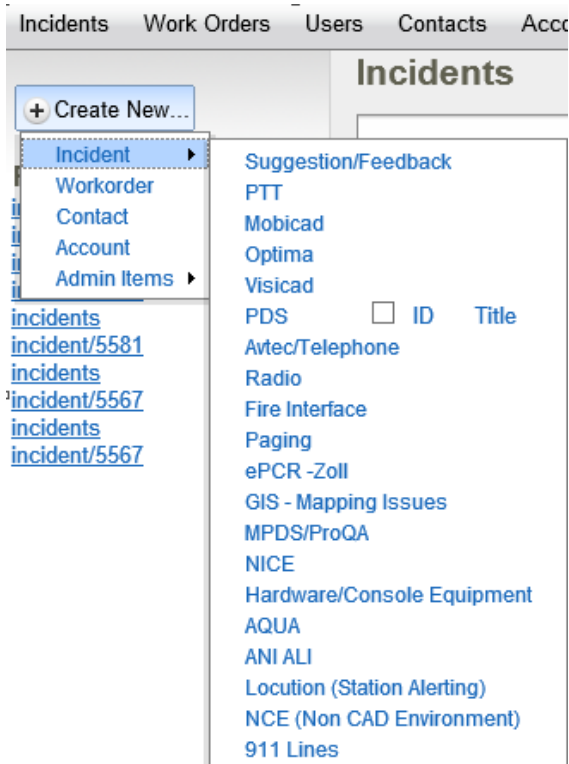 Incidents Work Orders Users Contacts
Incidents
Create New...
Incident
Workorder
Contact
Account
Admin Items
incidents
incident/5581
incidents
incident/5567
incidents
incident/5567
Suggestion/Feedback
PTT
Mobicad
Optima
Visicad
PDS ID Title
Avtec/Telephone
Radio
Fire Interface
Paging
ePCR -Zoll
GIS - Mapping Issues
MPDS/ProQA
NICE
Hardware/Console Equipment
AQUA
ANI ALI
Locution (Station Alerting)
NCE (Non CAD Environment)
911 Lines